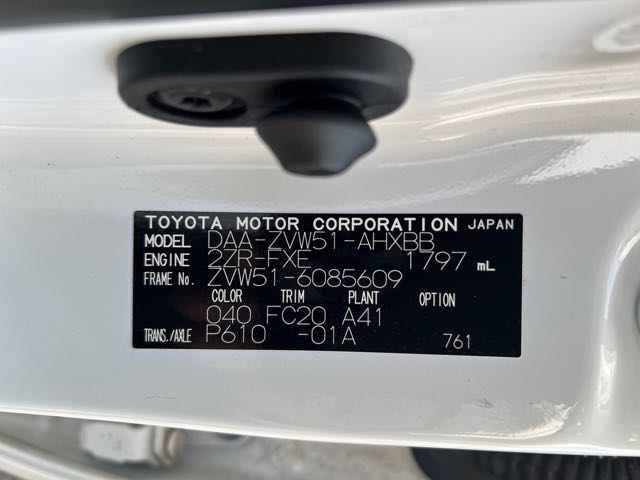 TOYOTA MOTOR CORPORATION JAPAN
MODEL DAA-ZVW51-AHXBB
ENGINE 2ZR-FXE 1797 mL
FRAME No. ZVW51-6085609
COLOR TRIM PLANT OPTION
040 FC20 A41
TRANS./AXLE P610 -01A 761